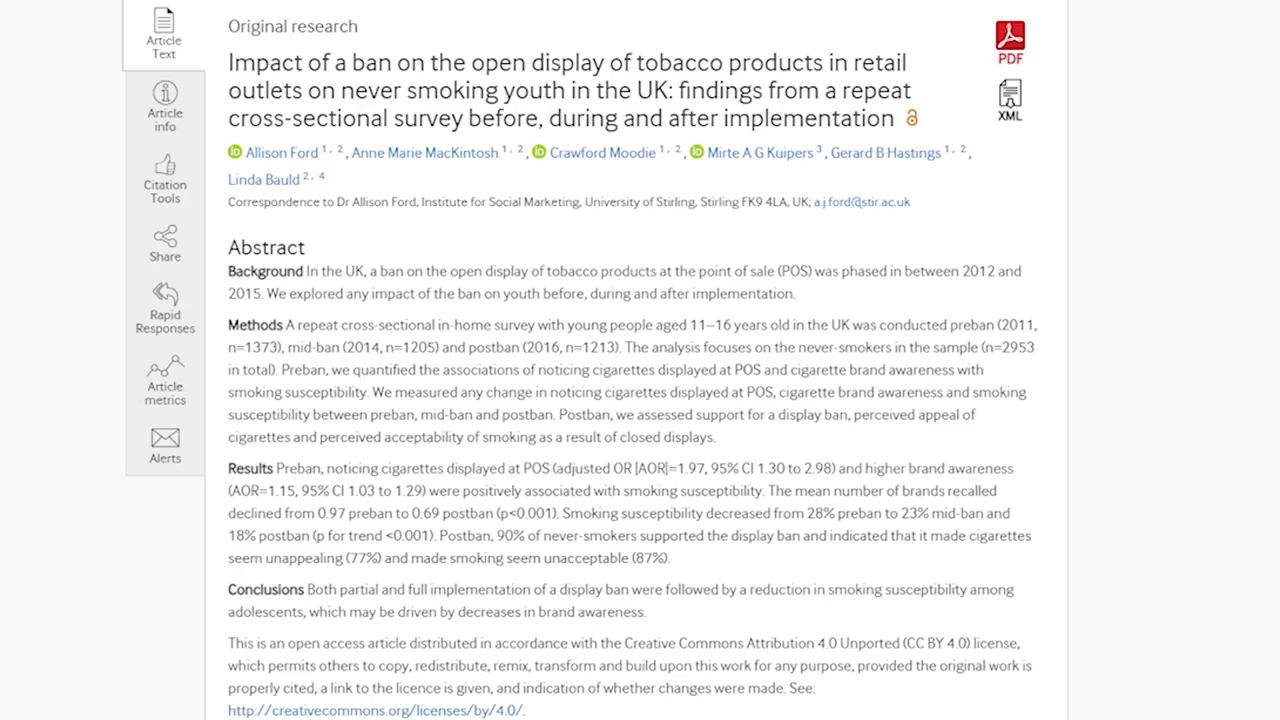 Article
Text
Article
info
Citation
Tools
Share
Rapid
Responses
Article
metrics
Alerts
PDF
XML
Original research
Impact of a ban on the open display of tobacco products in retail
outlets on never smoking youth in the UK: findings from a repeat
cross-sectional survey before, during and after implementation
Allison Ford 1, 2, Anne Marie MacKintosh 1, 2, Crawford Moodie 1, 2, Mirte A G Kuipers 3, Gerard B Hastings 1, 2,
Linda Bauld 2, 4
Correspondence to Dr Allison Ford, Institute for Social Marketing, University of Stirling, Stirling FK9 4LA, UK; a.j.ford@stir.ac.uk
Abstract
Background In the UK, a ban on the open display of tobacco products at the point of sale (POS) was phased in between 2012 and
2015. We explored any impact of the ban on youth before, during and after implementation.
Methods A repeat cross-sectional in-home survey with young people aged 11–16 years old in the UK was conducted preban (2011,
n=1373), mid-ban (2014, n=1205) and postban (2016, n=1213). The analysis focuses on the never-smokers in the sample (n=2953
in total). Preban, we quantified the associations of noticing cigarettes displayed at POS and cigarette brand awareness with
smoking susceptibility. We measured any change in noticing cigarettes displayed at POS, cigarette brand awareness and smoking
susceptibility between preban, mid-ban and postban. Postban, we assessed support for a display ban, perceived appeal of
cigarettes and perceived acceptability of smoking as a result of closed displays.
Results Preban, noticing cigarettes displayed at POS (adjusted OR [AOR]=1.97, 95% CI 1.30 to 2.98) and higher brand awareness
(AOR=1.15, 95% CI 1.03 to 1.29) were positively associated with smoking susceptibility. The mean number of brands recalled
declined from 0.97 preban to 0.69 postban (p<0.001). Smoking susceptibility decreased from 28% preban to 23% mid-ban and
18% postban (p for trend <0.001). Postban, 90% of never-smokers supported the display ban and indicated that it made cigarettes
seem unappealing (77%) and made smoking seem unacceptable (87%).
Conclusions Both partial and full implementation of a display ban were followed by a reduction in smoking susceptibility among
adolescents, which may be driven by decreases in brand awareness.
This is an open access article distributed in accordance with the Creative Commons Attribution 4.0 Unported (CC BY 4.0) license,
which permits others to copy, redistribute, remix, transform and build upon this work for any purpose, provided the original work is
properly cited, a link to the licence is given, and indication of whether changes were made. See:
http://creativecommons.org/licenses/by/4.0/.